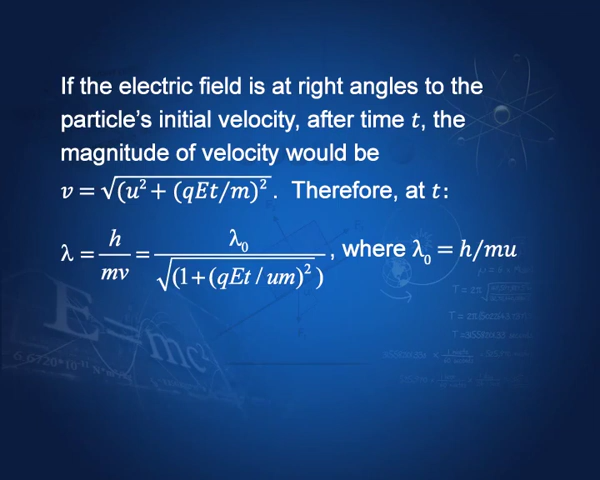 If the electric field is at right angles to the
particle’s initial velocity, after time t, the
magnitude of velocity would be
v = √(u² + (qEt/m)² . Therefore, at t:
λ = h/mv = λ₀/√(1+(qEt / um)²) , where λ₀ = h/mu
E=mc²